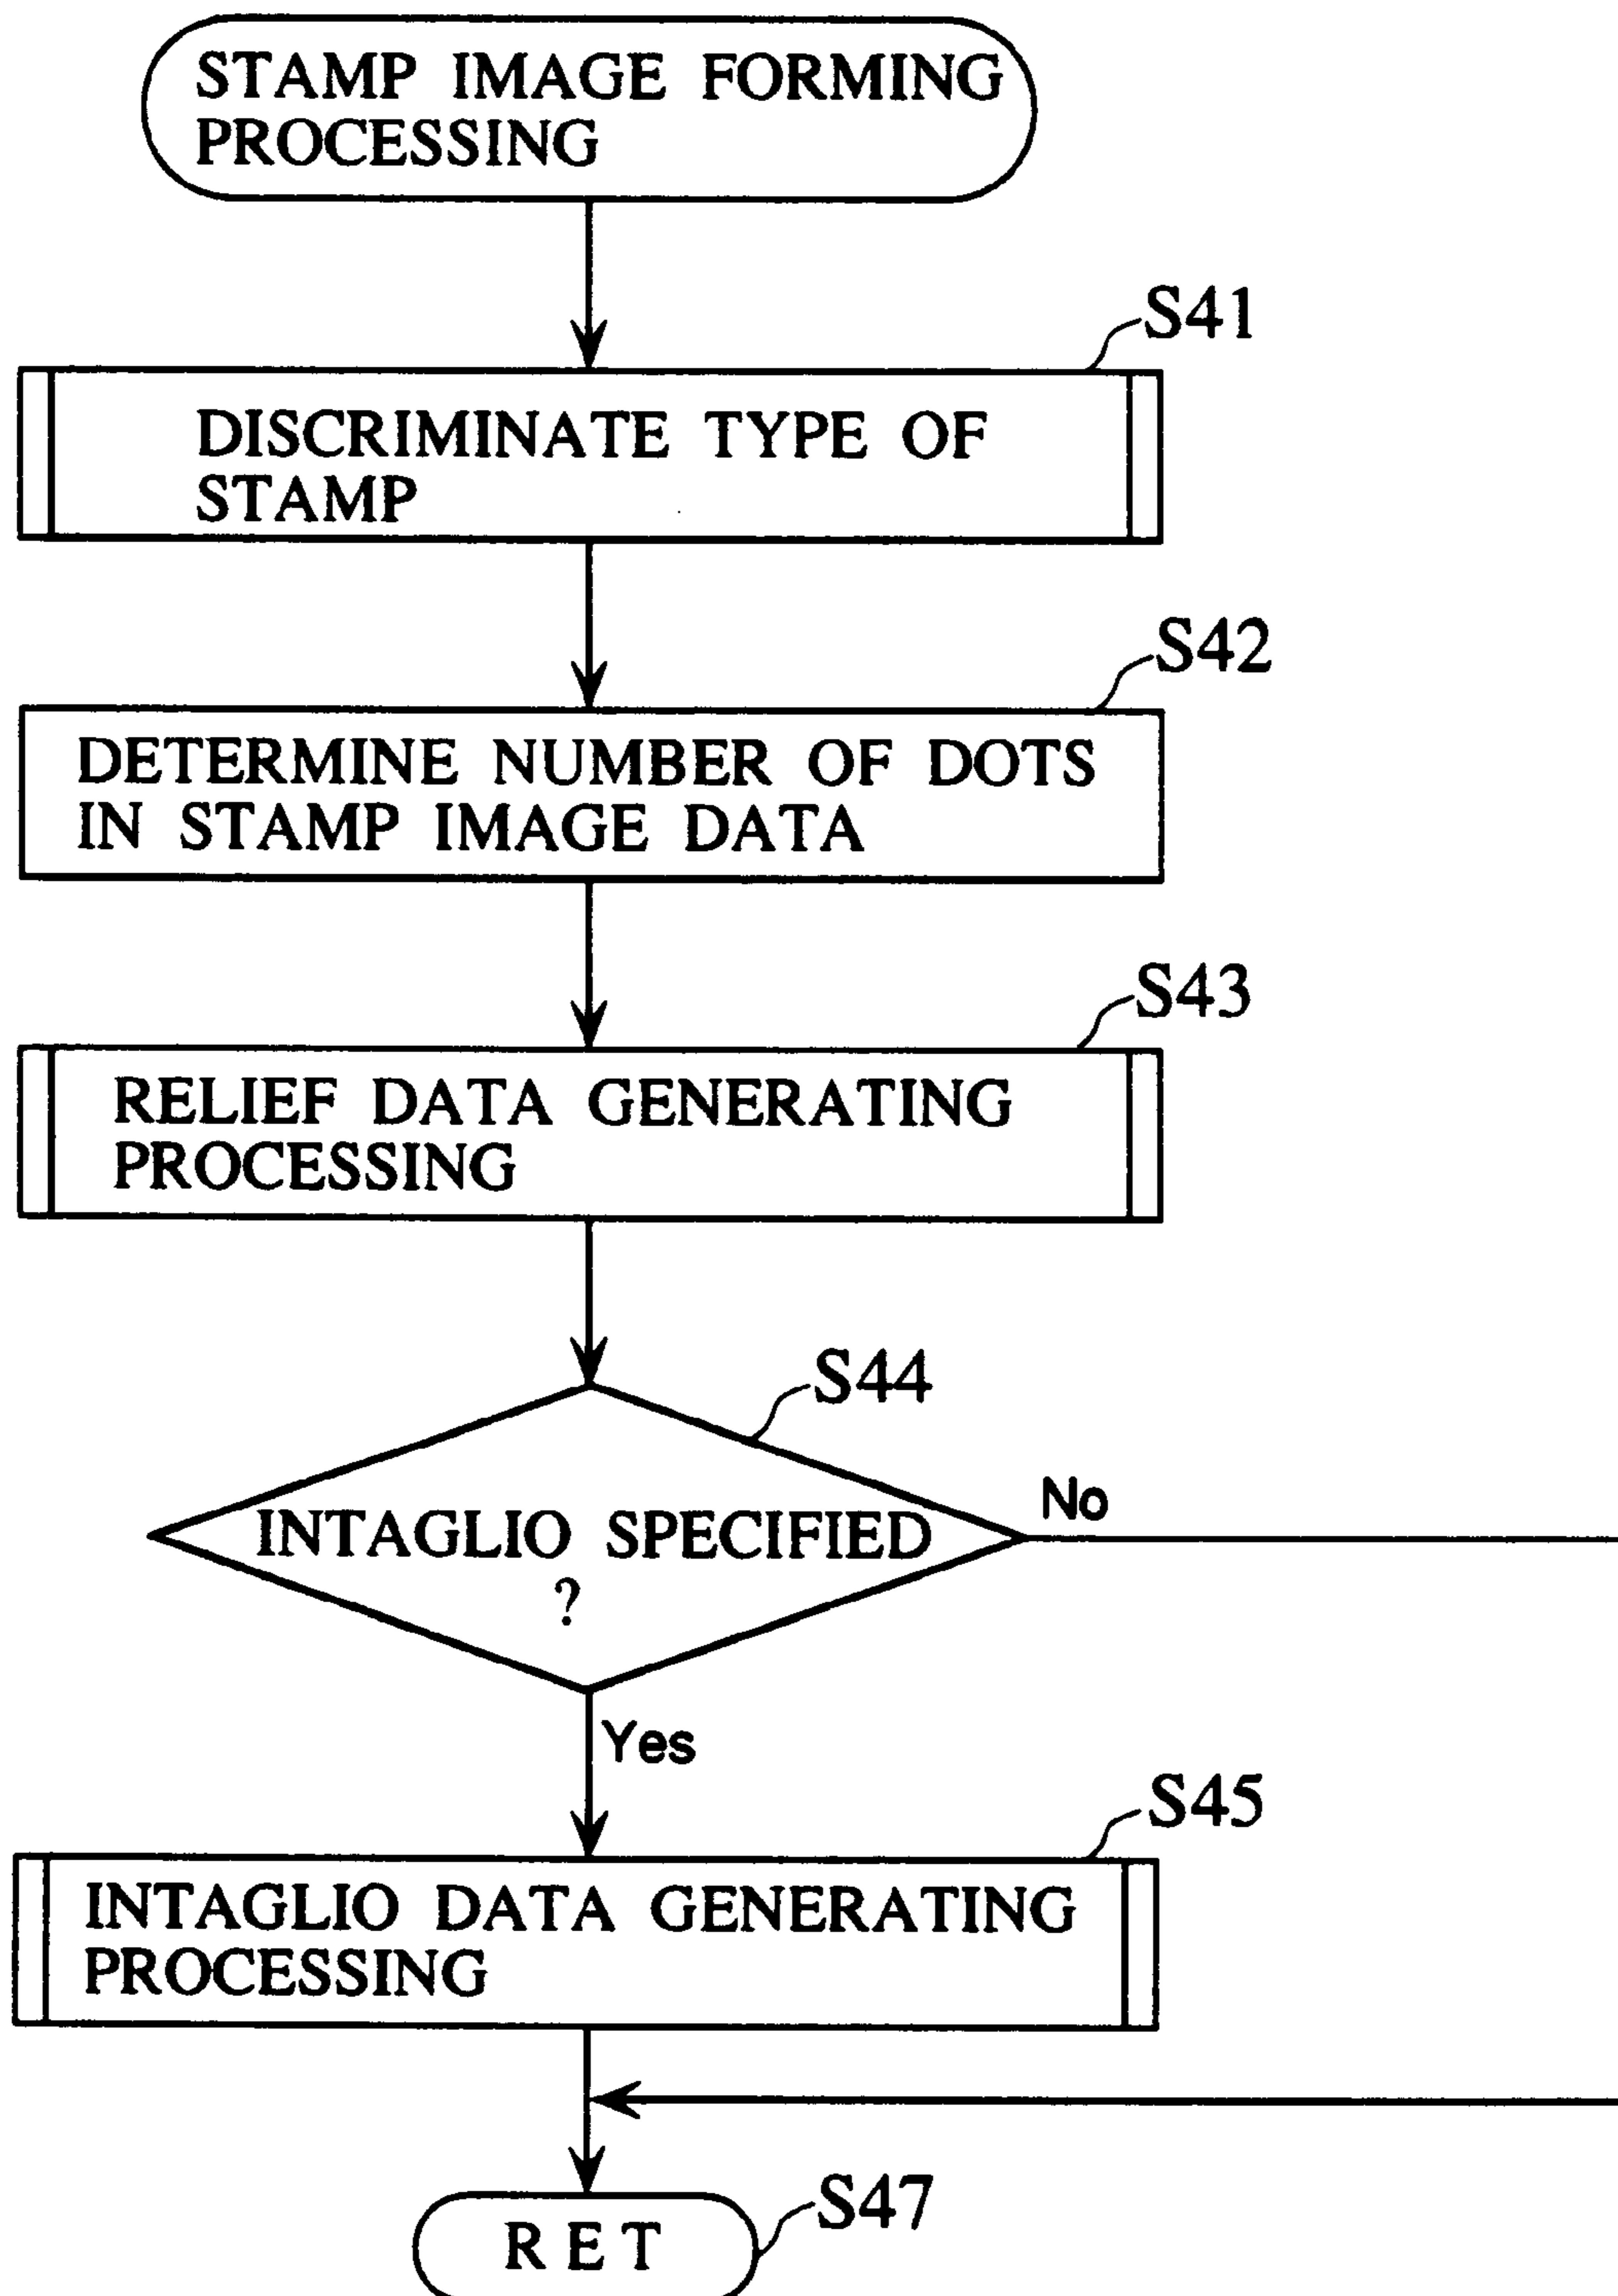 STAMP IMAGE FORMING
PROCESSING
S41
DISCRIMINATE TYPE OF
STAMP
S42
DETERMINE NUMBER OF DOTS
IN STAMP IMAGE DATA
S43
RELIEF DATA GENERATING
PROCESSING
S44
INTAGLIO SPECIFIED
?
No
Yes
S45
INTAGLIO DATA GENERATING
PROCESSING
S47
RET